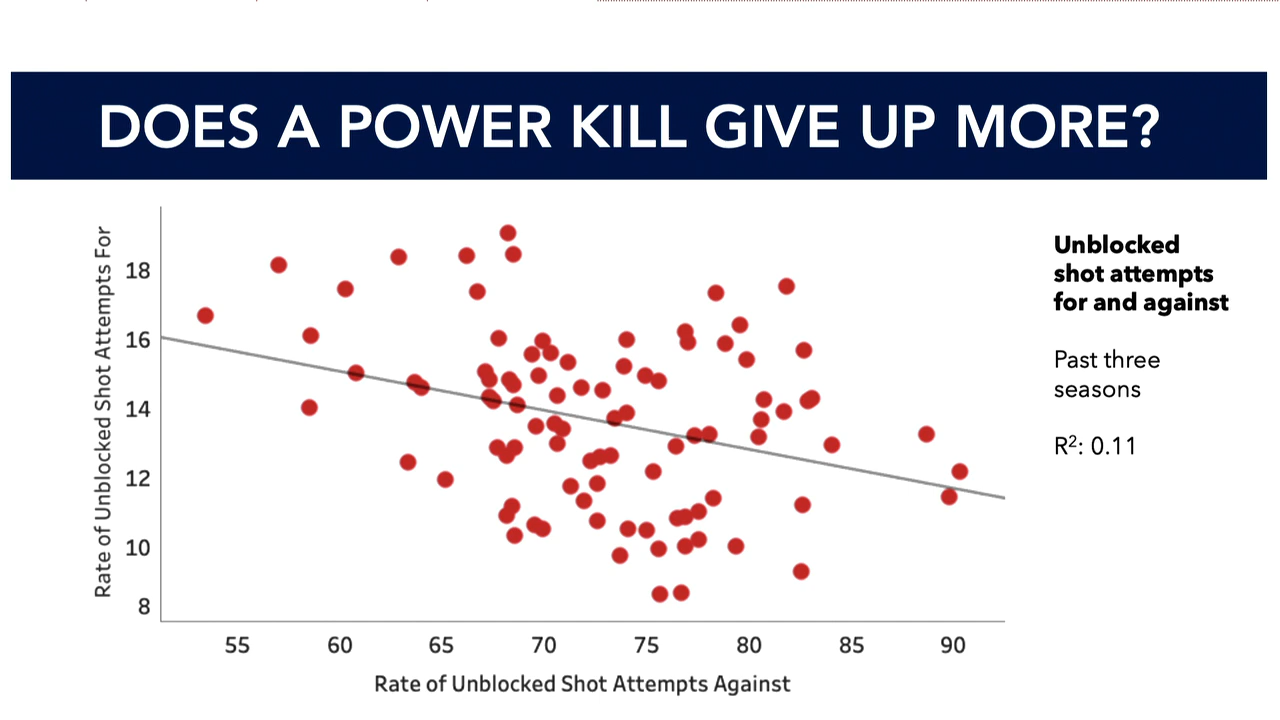 DOES A POWER KILL GIVE UP MORE?
Rate of Unblocked Shot Attempts For
18
16
14
12
10
8
55 60 65 70 75 80 85 90
Rate of Unblocked Shot Attempts Against
Unblocked
shot attempts
for and against
Past three
seasons
R²: 0.11